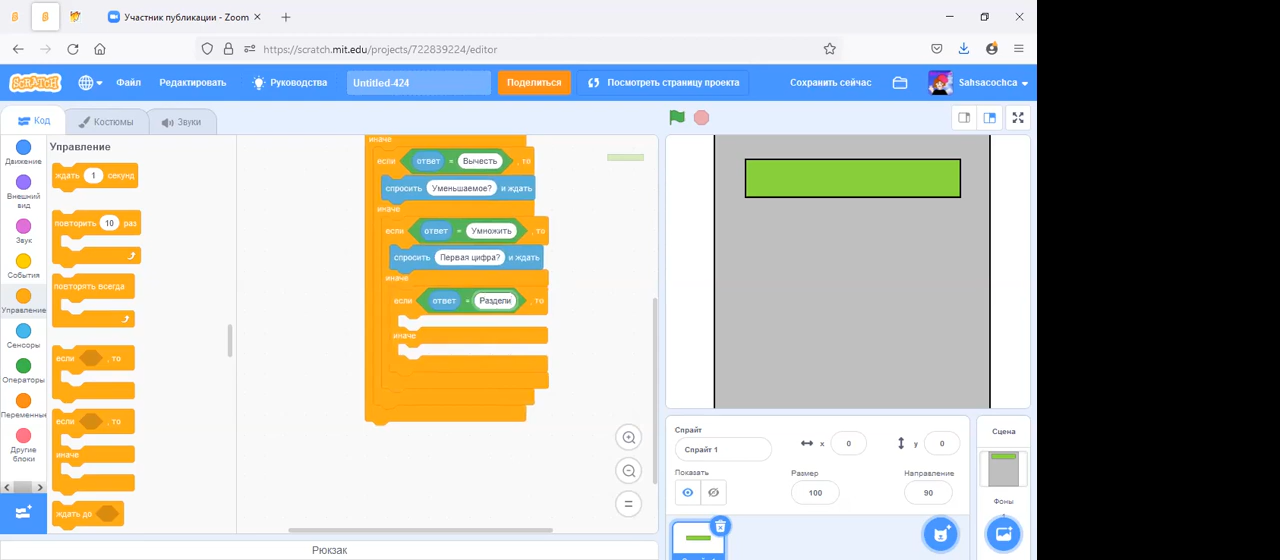 Участник публикации - Zoom
https://scratch.mit.edu/projects/722839224/editor
SCRATCH
Файл
Редактировать
Руководства
Untitled-424
Поделиться
Посмотреть страницу проекта
Сохранить сейчас
Sahsacochca
Код
Костюмы
Звуки
Движение
Внешний
вид
Звук
События
Управление
Сенсоры
Операторы
Переменные
Другие
блоки
Управление
ждать 1 секунд
повторить 10 раз
повторять всегда
если , то
если , то
иначе
ждать до
иначе
если ответ = Вычесть , то
спросить Уменьшаемое? и ждать
иначе
если ответ = Умножить , то
спросить Первая цифра? и ждать
иначе
если ответ = Раздели , то
иначе
Рюкзак
Спрайт
Спрайт 1
x 0
y 0
Показать
Размер
100
Направление
90
Сцена
Фоны